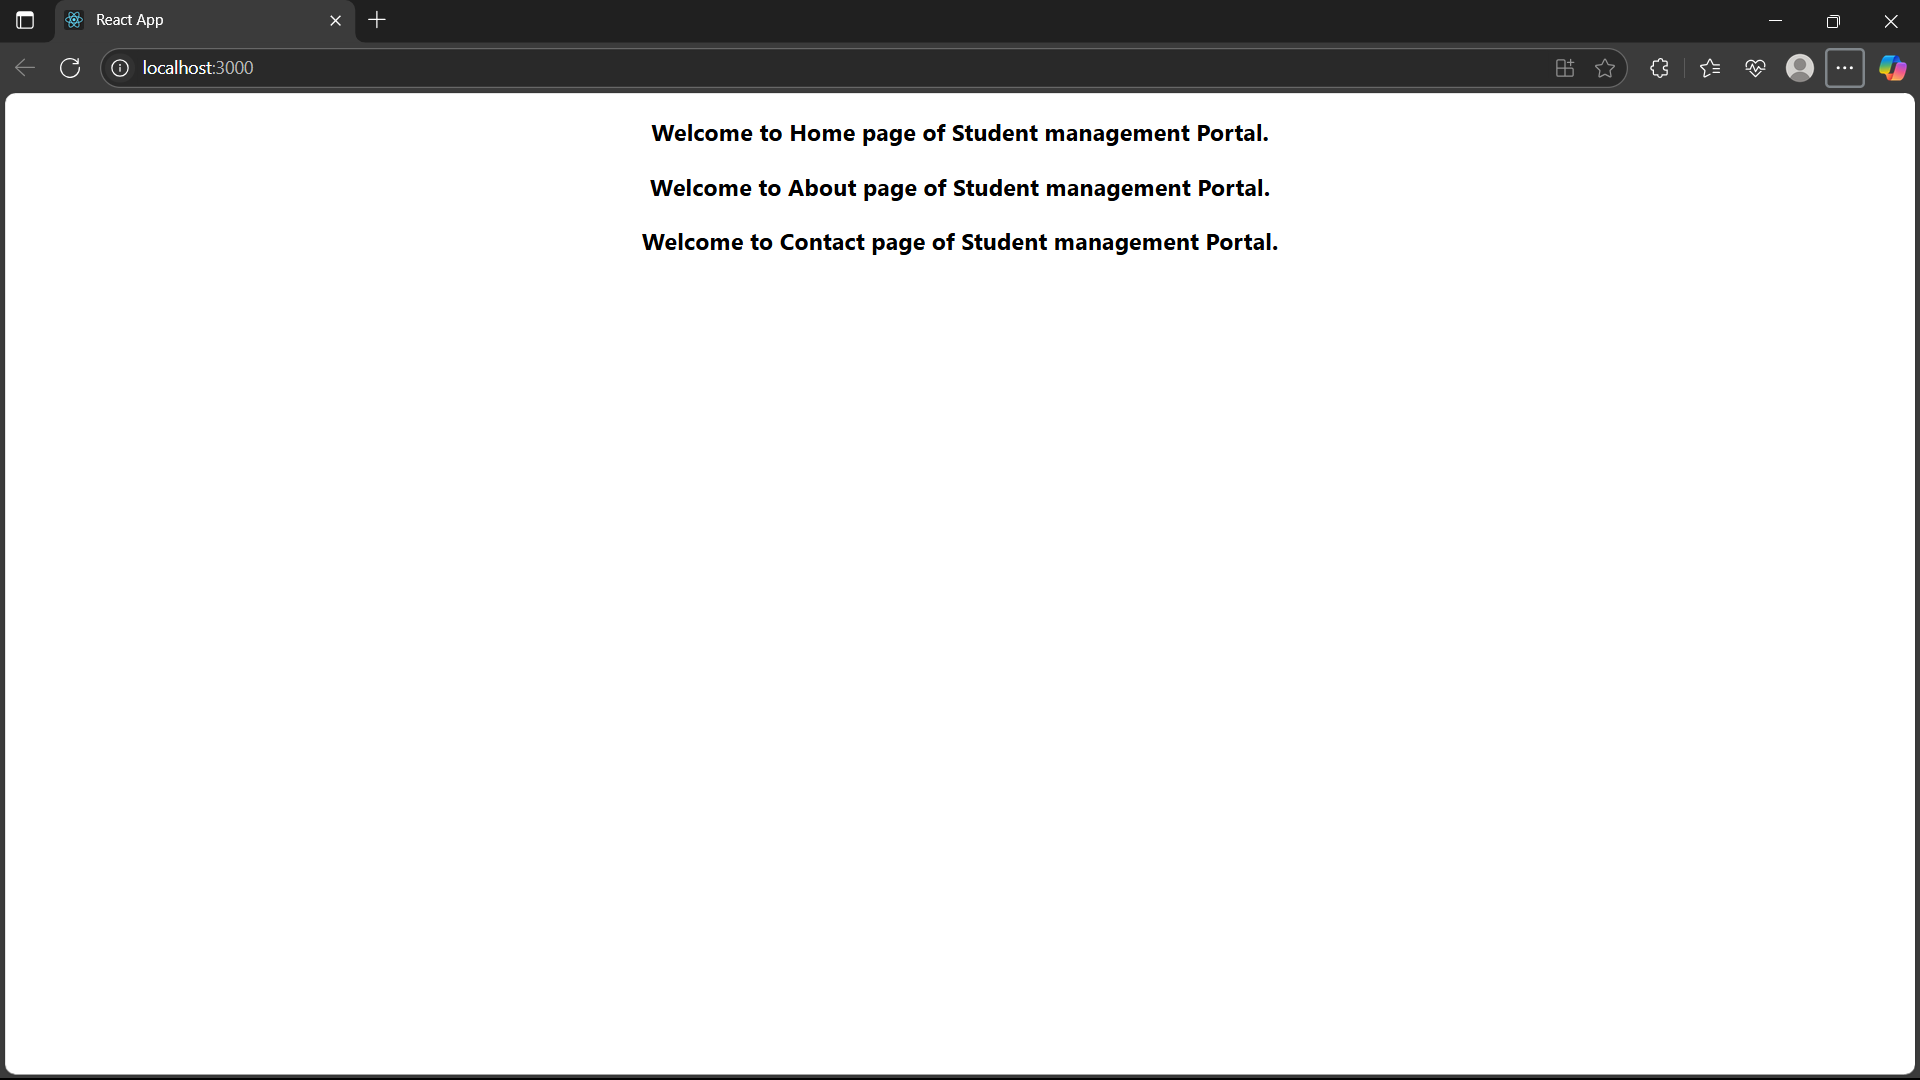 React App
localhost:3000
Welcome to Home page of Student management Portal.
Welcome to About page of Student management Portal.
Welcome to Contact page of Student management Portal.